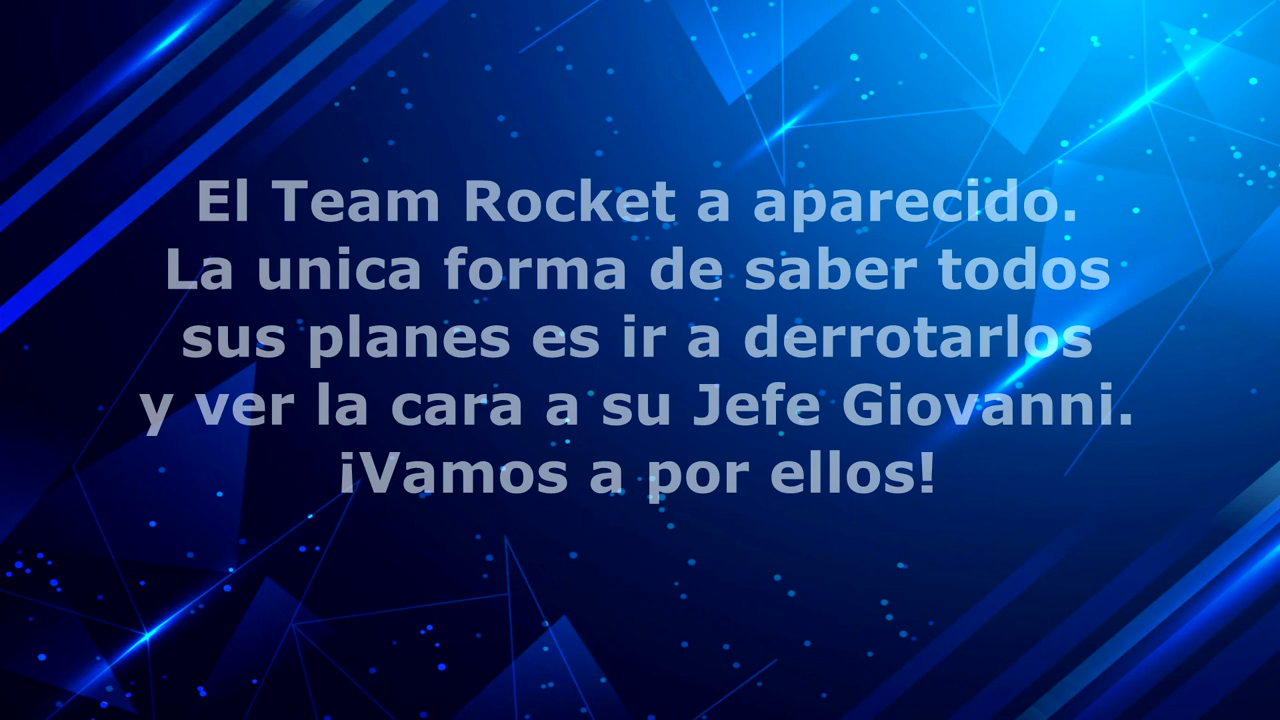 El Team Rocket a aparecido.
La unica forma de saber todos
sus planes es ir a derrotarlos
y ver la cara a su Jefe Giovanni.
¡Vamos a por ellos!